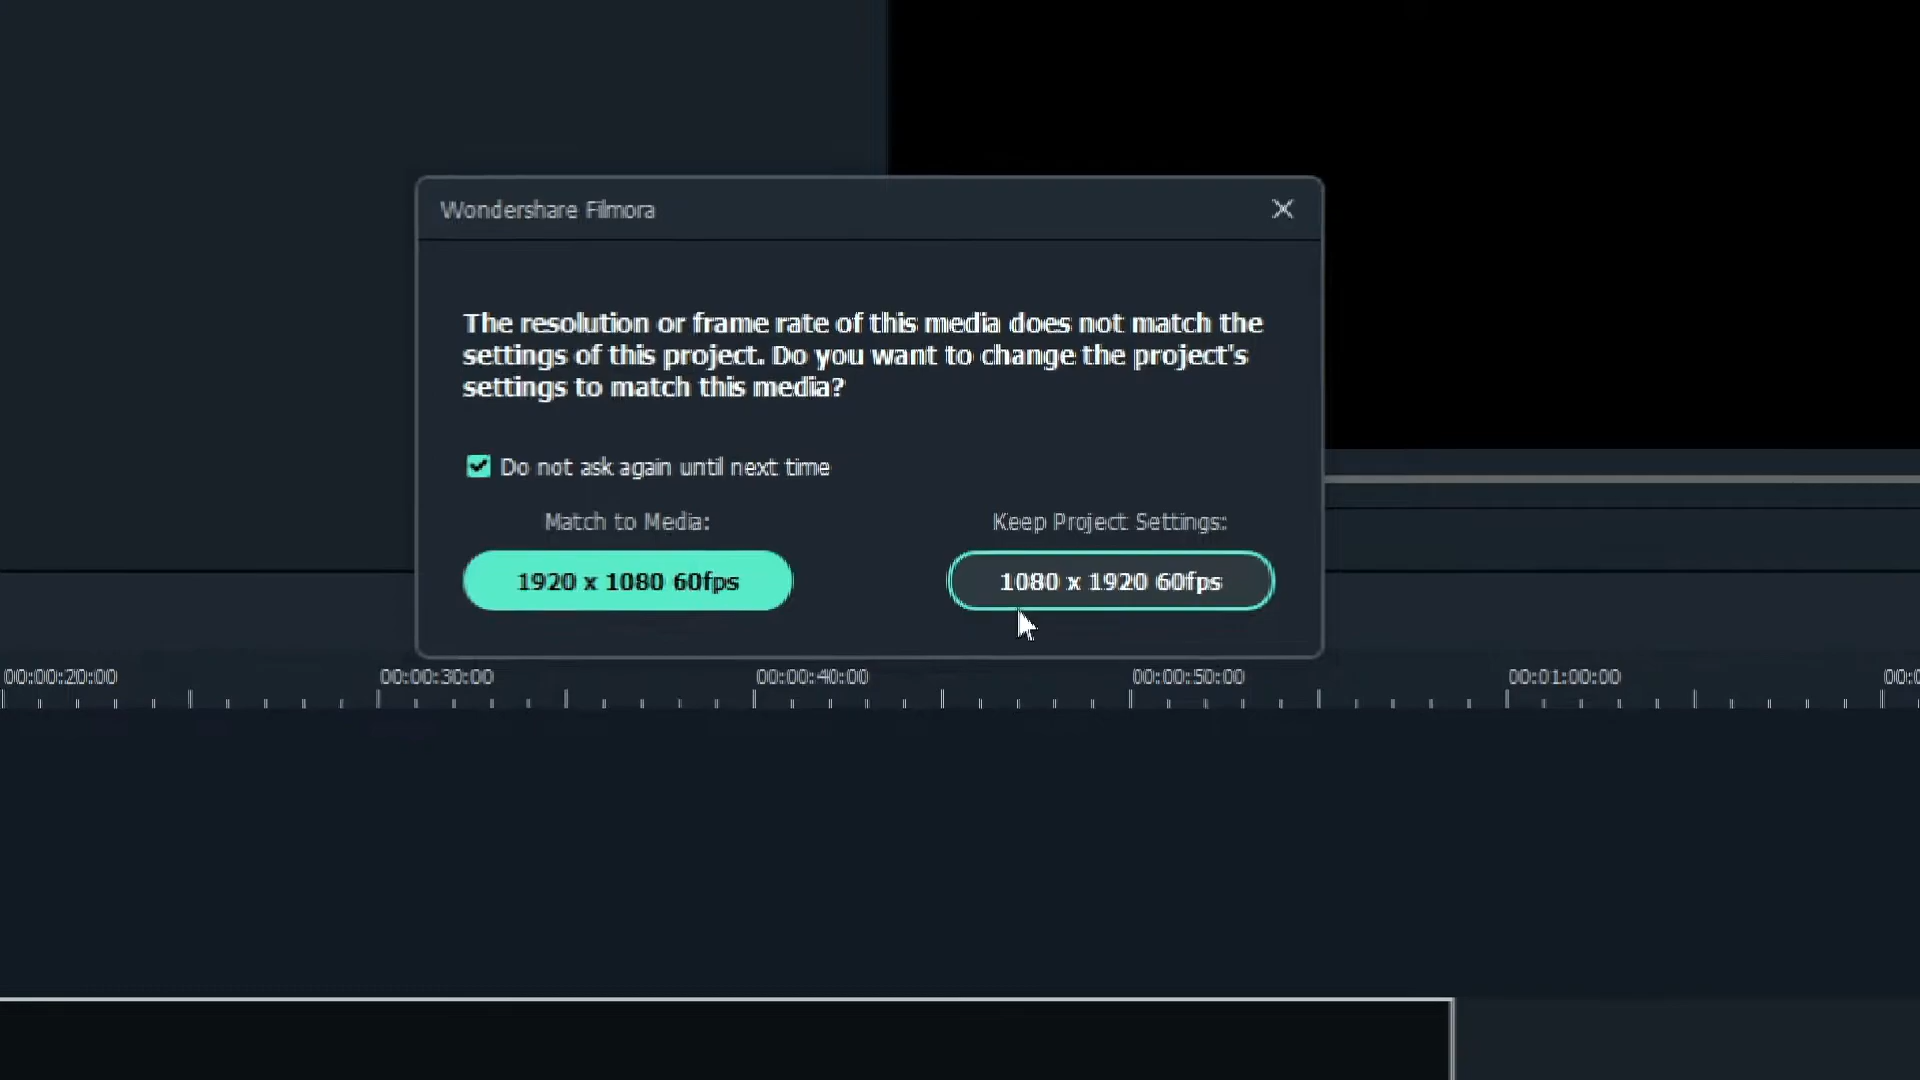 Wondershare Filmora
The resolution or frame rate of this media does not match the
settings of this project. Do you want to change the project's
settings to match this media?
Do not ask again until next time
Match to Media:
Keep Project Settings:
1920 x 1080 60fps
1080 x 1920 60fps
00:00:20:00
00:00:30:00
00:00:40:00
00:00:50:00
00:01:00:00